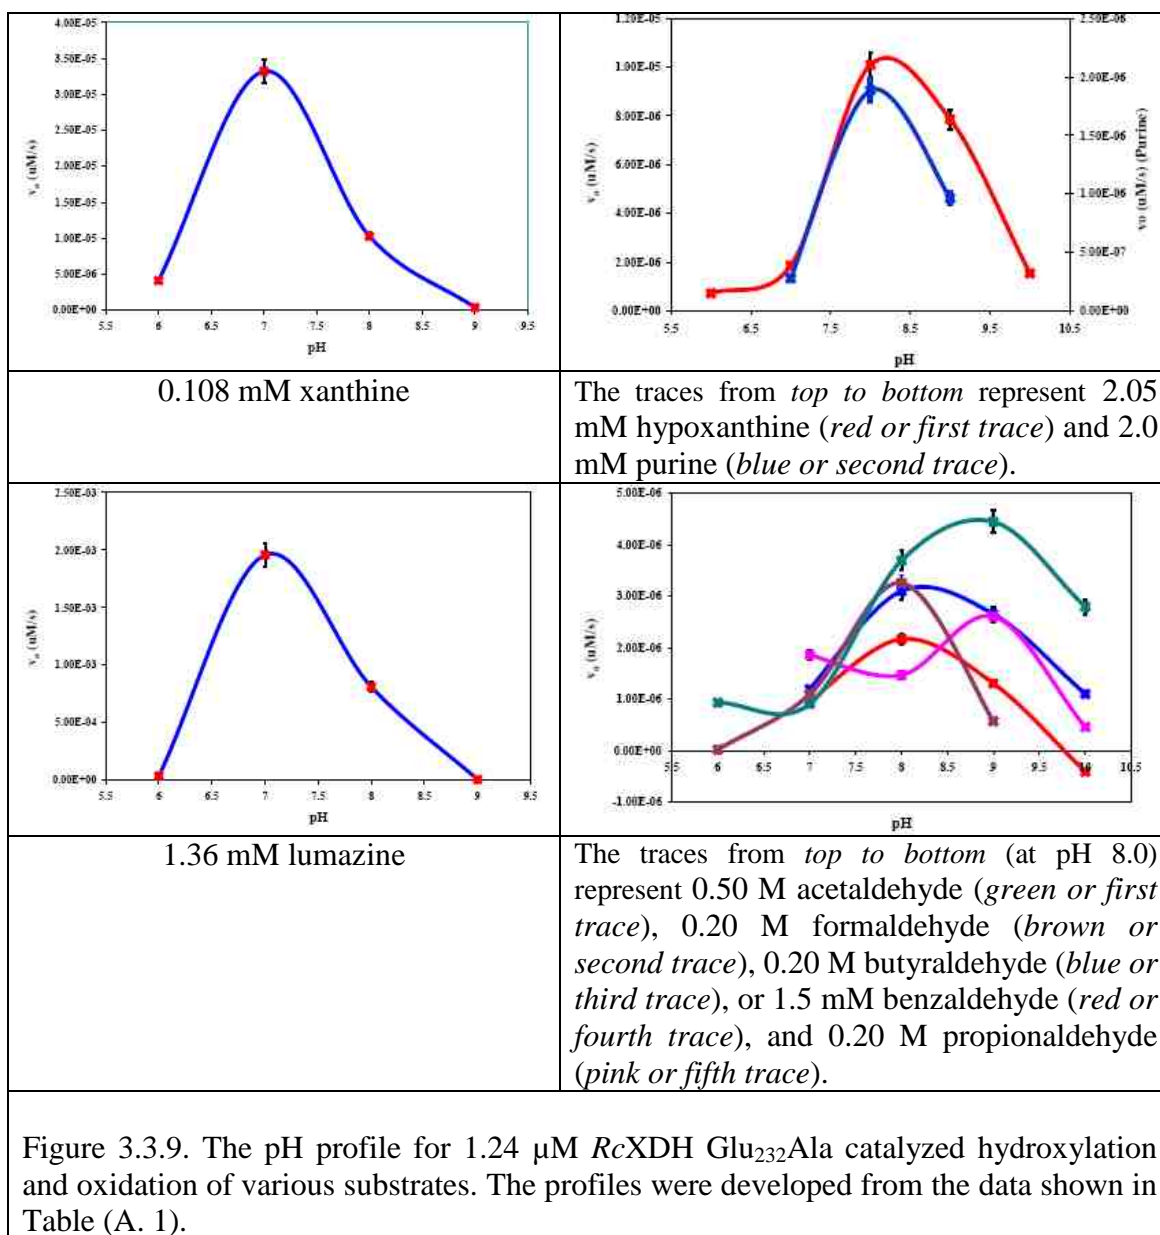 4.00E-05
3.50E-05
3.00E-05
2.50E-05
2.00E-05
1.50E-05
1.00E-05
5.00E-06
0.00E+00
v₀ (uM/s)
5.5 6 6.5 7 7.5 8 8.5 9 9.5
pH
1.20E-05
1.00E-05
8.00E-06
6.00E-06
4.00E-06
2.00E-06
0.00E+00
v₀ (uM/s)
2.50E-06
2.00E-06
1.50E-06
1.00E-06
5.00E-07
0.00E+00
vo (uM/s) (Purine)
5.5 6.5 7.5 8.5 9.5 10.5
pH
0.108 mM xanthine
The traces from top to bottom represent 2.05
mM hypoxanthine (red or first trace) and 2.0
mM purine (blue or second trace).
2.50E-03
2.00E-03
1.50E-03
1.00E-03
5.00E-04
0.00E+00
v₀ (uM/s)
5.5 6 6.5 7 7.5 8 8.5 9 9.5
pH
5.00E-06
4.00E-06
3.00E-06
2.00E-06
1.00E-06
0.00E+00
-1.00E-06
v₀ (uM/s)
5.5 6 6.5 7 7.5 8 8.5 9 9.5 10 10.5
pH
1.36 mM lumazine
The traces from top to bottom (at pH 8.0)
represent 0.50 M acetaldehyde (green or first
trace), 0.20 M formaldehyde (brown or
second trace), 0.20 M butyraldehyde (blue or
third trace), or 1.5 mM benzaldehyde (red or
fourth trace), and 0.20 M propionaldehyde
(pink or fifth trace).
Figure 3.3.9. The pH profile for 1.24 µM RcXDH Glu₂₃₂Ala catalyzed hydroxylation
and oxidation of various substrates. The profiles were developed from the data shown in
Table (A. 1).